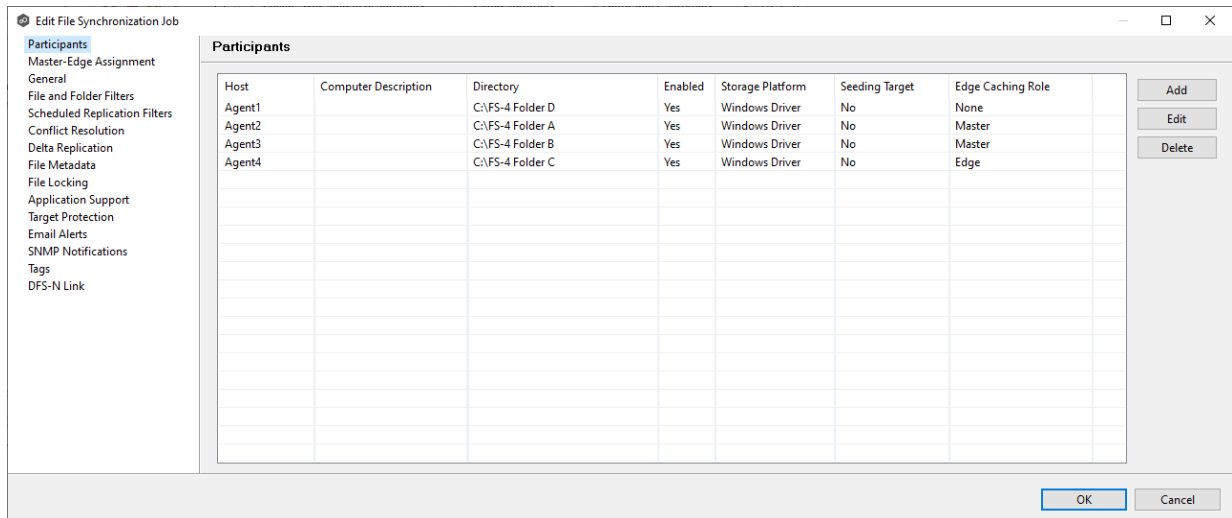 Edit File Synchronization Job
Participants
Master-Edge Assignment
General
File and Folder Filters
Scheduled Replication Filters
Conflict Resolution
Delta Replication
File Metadata
File Locking
Application Support
Target Protection
Email Alerts
SNMP Notifications
Tags
DFS-N Link
Participants
Host Computer Description Directory Enabled Storage Platform Seeding Target Edge Caching Role
Agent1 C:\FS-4 Folder D Yes Windows Driver No None
Agent2 C:\FS-4 Folder A Yes Windows Driver No Master
Agent3 C:\FS-4 Folder B Yes Windows Driver No Master
Agent4 C:\FS-4 Folder C Yes Windows Driver No Edge
Add
Edit
Delete
OK Cancel